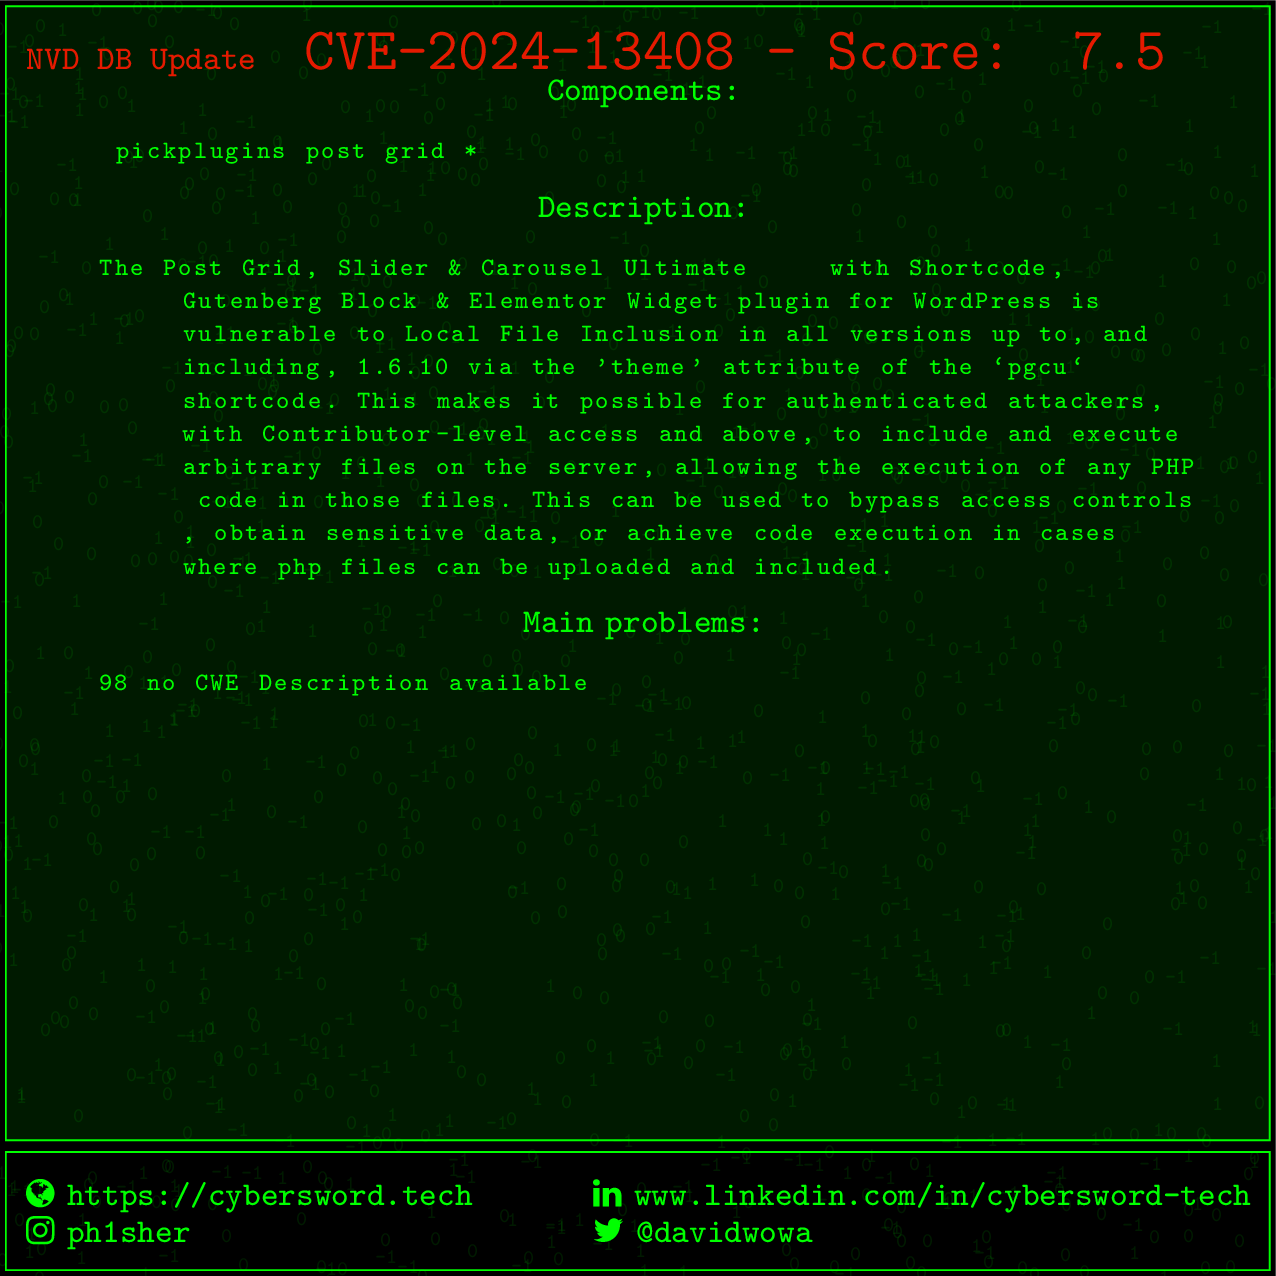 NVD DB Update CVE-2024-13408 - Score: 7.5
Components:
pickplugins post grid *
Description:
The Post Grid, Slider & Carousel Ultimate with Shortcode,
Gutenberg Block & Elementor Widget plugin for WordPress is
vulnerable to Local File Inclusion in all versions up to, and
including, 1.6.10 via the 'theme' attribute of the `pgcu`
shortcode. This makes it possible for authenticated attackers,
with Contributor-level access and above, to include and execute
arbitrary files on the server, allowing the execution of any PHP
code in those files. This can be used to bypass access controls
, obtain sensitive data, or achieve code execution in cases
where php files can be uploaded and included.
Main problems:
98 no CWE Description available
https://cybersword.tech www.linkedin.com/in/cybersword-tech
ph1sher @davidwowa